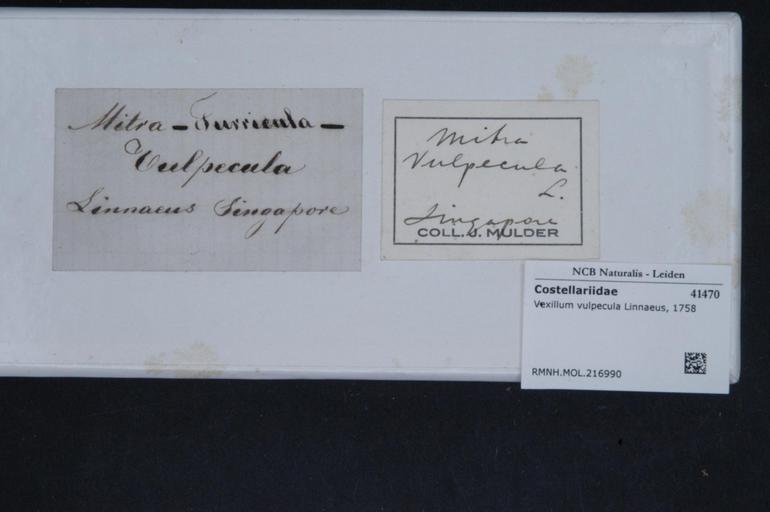 Mitra - Turricula -
Vulpecula
Linnaeus Singapore
Mitra
Vulpecula
L.
Singapore
COLL. J. MULDER
NCB Naturalis - Leiden
Costellariidae 41470
Vexillum vulpecula Linnaeus, 1758
RMNH.MOL.216990